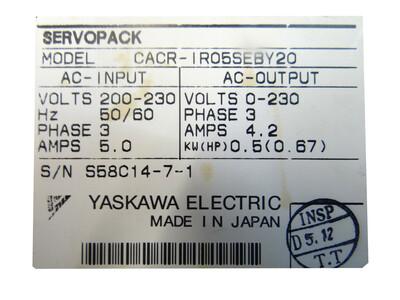 SERVOPACK
MODEL CACR-IR05SEBY20
AC-INPUT AC-OUTPUT
VOLTS 200-230 VOLTS 0-230
Hz 50/60 PHASE 3
PHASE 3 AMPS 4.2
AMPS 5.0 KW(HP) 0.5(0.67)
S/N S58C14-7-1
YASKAWA ELECTRIC
MADE IN JAPAN
INSP
D 5.12
T.T